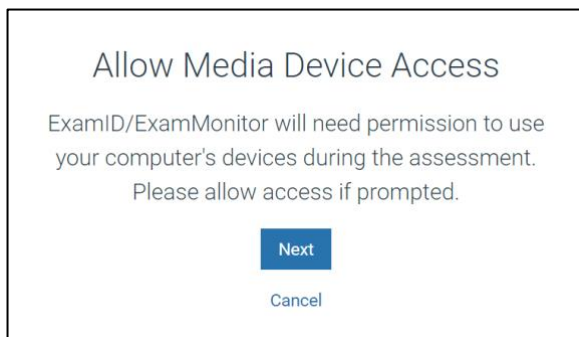 Allow Media Device Access
ExamID/ExamMonitor will need permission to use
your computer's devices during the assessment.
Please allow access if prompted.
Next
Cancel